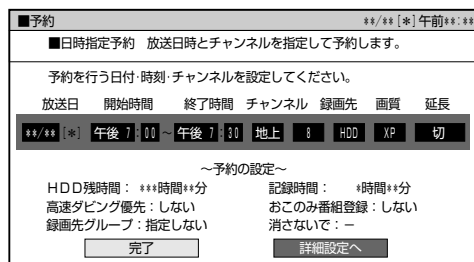 ■予約 **/**[*]午前**:**
■日時指定予約 放送日時とチャンネルを指定して予約します。
予約を行う日付・時刻・チャンネルを設定してください。
放送日 開始時間 終了時間 チャンネル 録画先 画質 延長
**/** [*] 午後 7:00 ~ 午後 7:30 地上 8 HDD XP 切
~予約の設定~
HDD残時間: ***時間**分 記録時間: *時間**分
高速ダビング優先:しない おこのみ番組登録:しない
録画先グループ:指定しない 消さないで:-
完了 詳細設定へ